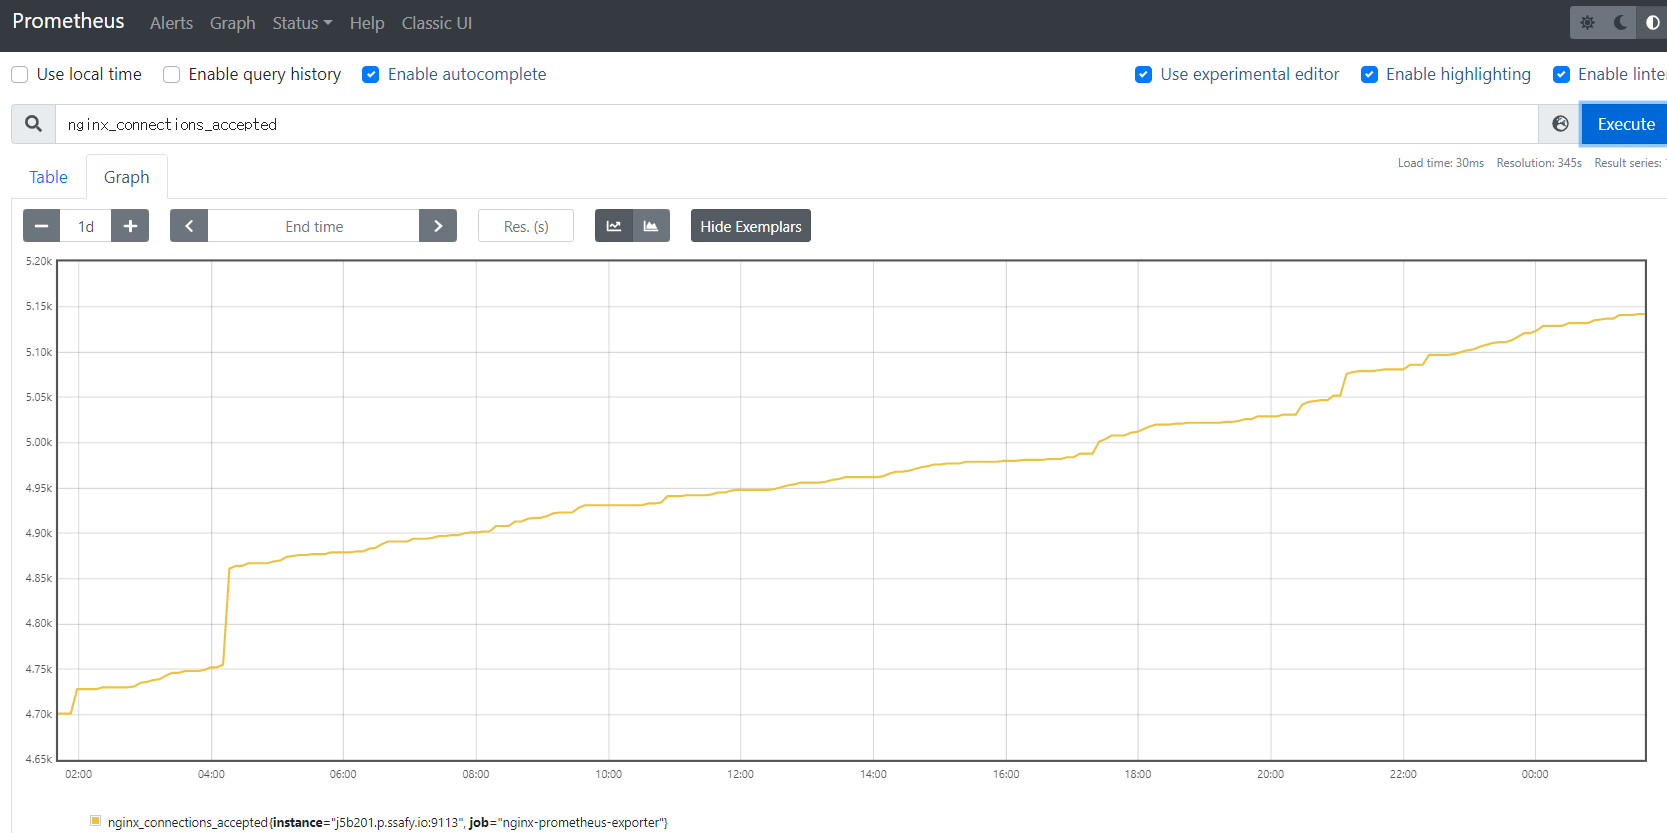 Prometheus Alerts Graph Status Help Classic UI
Use local time Enable query history Enable autocomplete Use experimental editor Enable highlighting Enable linte
nginx_connections_accepted Execute
Load time: 30ms Resolution: 345s Result series:
Table Graph
1d End time Res. (s) Hide Exemplars
5.20k
5.15k
5.10k
5.05k
5.00k
4.95k
4.90k
4.85k
4.80k
4.75k
4.70k
4.65k
02:00 04:00 06:00 08:00 10:00 12:00 14:00 16:00 18:00 20:00 22:00 00:00
nginx_connections_accepted{instance="j5b201.p.ssafy.io:9113", job="nginx-prometheus-exporter"}